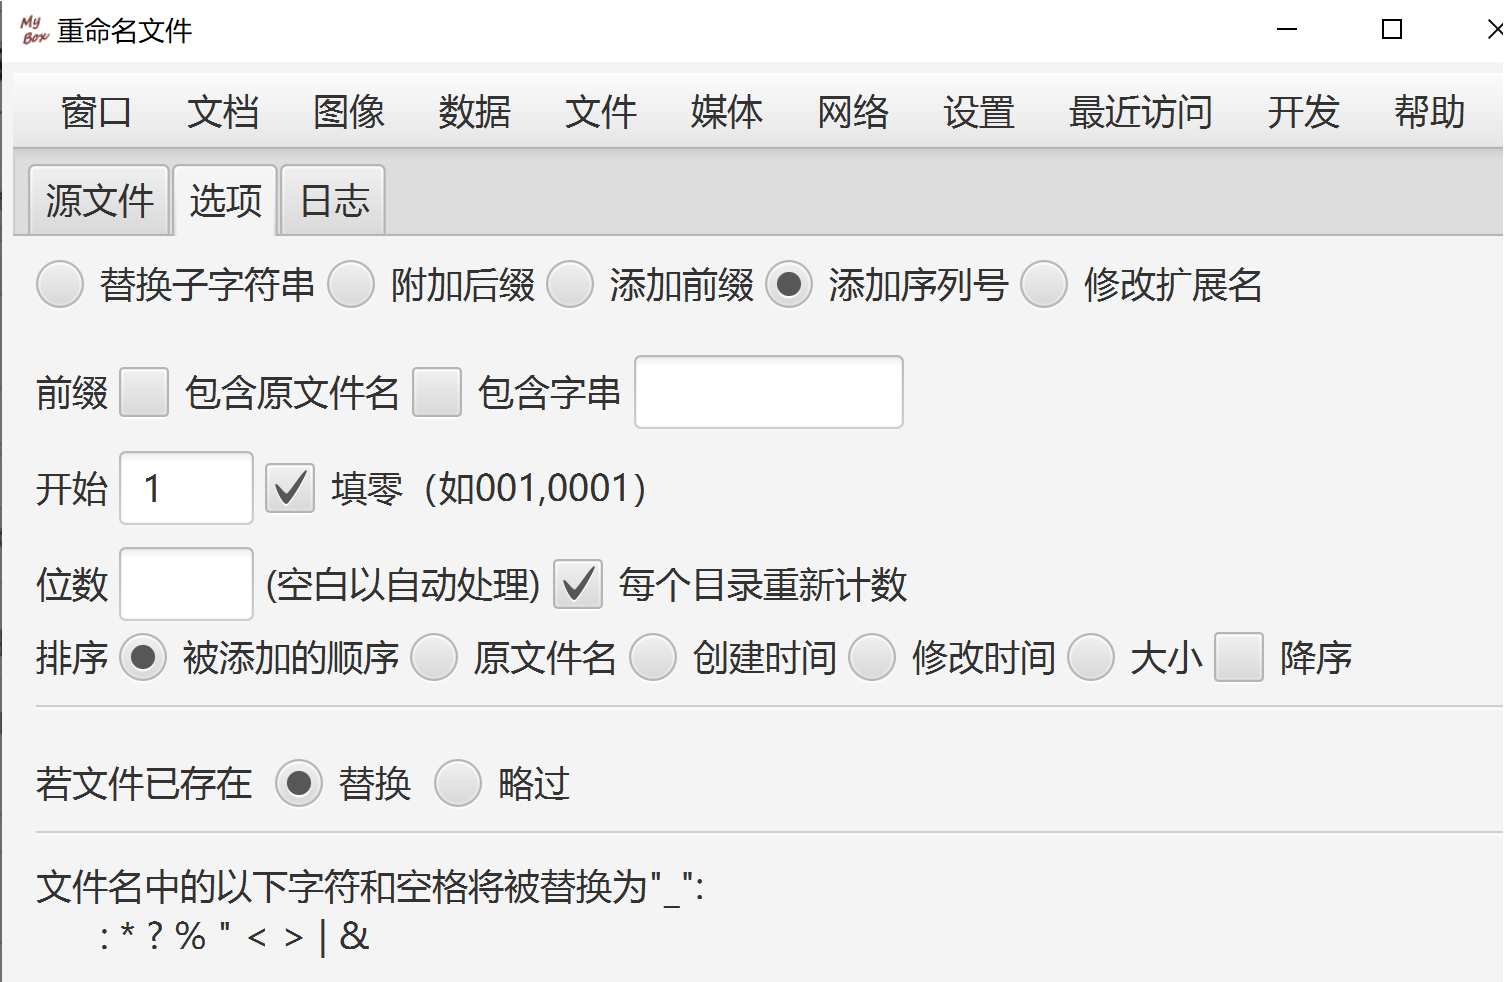 My Box 重命名文件
窗口 文档 图像 数据 文件 媒体 网络 设置 最近访问 开发 帮助
源文件 选项 日志
替换子字符串 附加后缀 添加前缀 添加序列号 修改扩展名
前缀 包含原文件名 包含字串
开始 1 填零（如001,0001）
位数 (空白以自动处理) 每个目录重新计数
排序 被添加的顺序 原文件名 创建时间 修改时间 大小 降序
若文件已存在 替换 略过
文件名中的以下字符和空格将被替换为"_":
: * ? % " < > | &